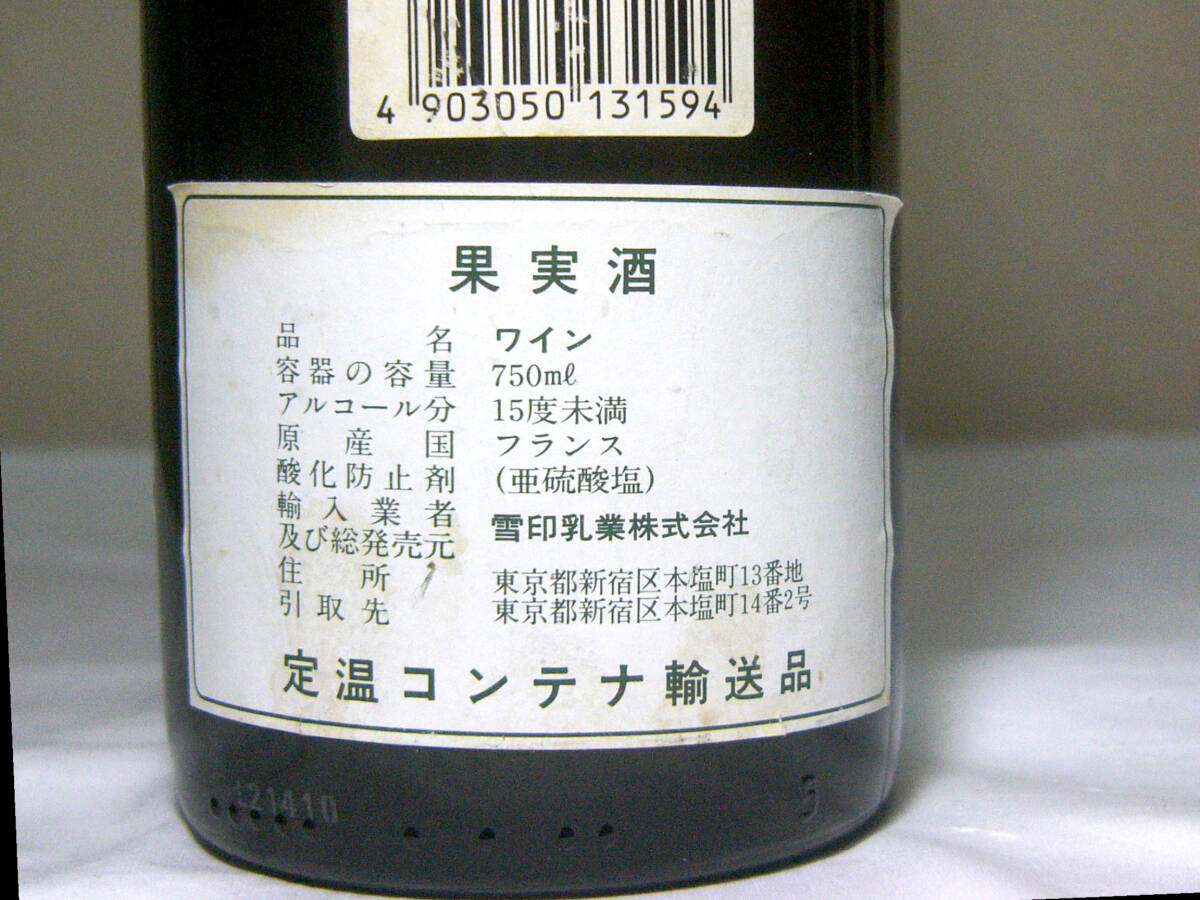 4 903050 131594
果実酒
品名 ワイン
容器の容量 750mℓ
アルコール分 15度未満
原産国 フランス
酸化防止剤 (亜硫酸塩)
輸入業者
及び総発売元 雪印乳業株式会社
住所 東京都新宿区本塩町13番地
引取先 東京都新宿区本塩町14番2号
定温コンテナ輸送品
121410